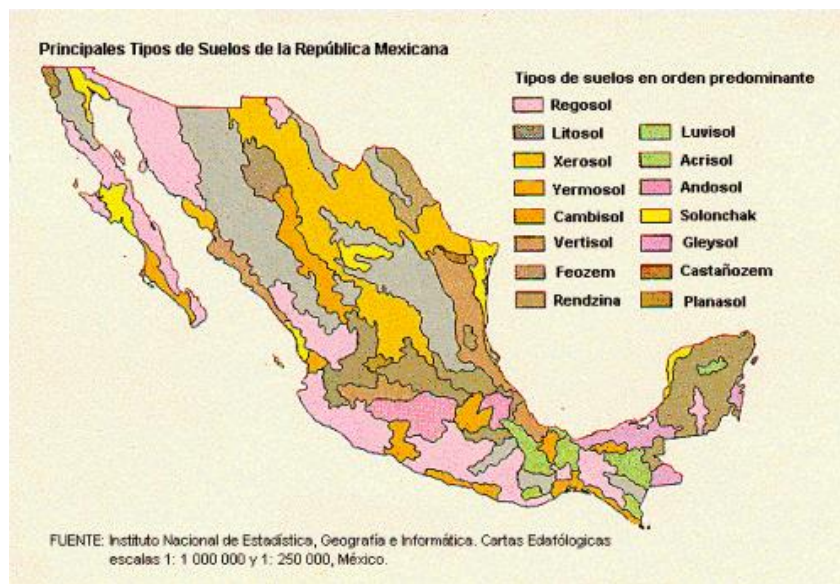 Principales Tipos de Suelos de la República Mexicana
Tipos de suelos en orden predominante
Regosol
Litosol
Luvisol
Xerosol
Acrisol
Yermosol
Andosol
Cambisol
Solonchak
Vertisol
Gleysol
Feozem
Castañozem
Rendzina
Planasol
FUENTE: Instituto Nacional de Estadística, Geografía e Informática. Cartas Edafólogicas
escalas 1: 1 000 000 y 1: 250 000, México.